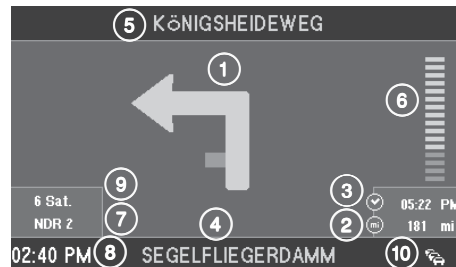 5 KÖNIGSHEIDEWEG
1
6
9
3
6 Sat.
05:22 PM
NDR 2
7
2
mi
181 mi
4
02:40 PM 8 SEGELFLIEGERDAMM 10